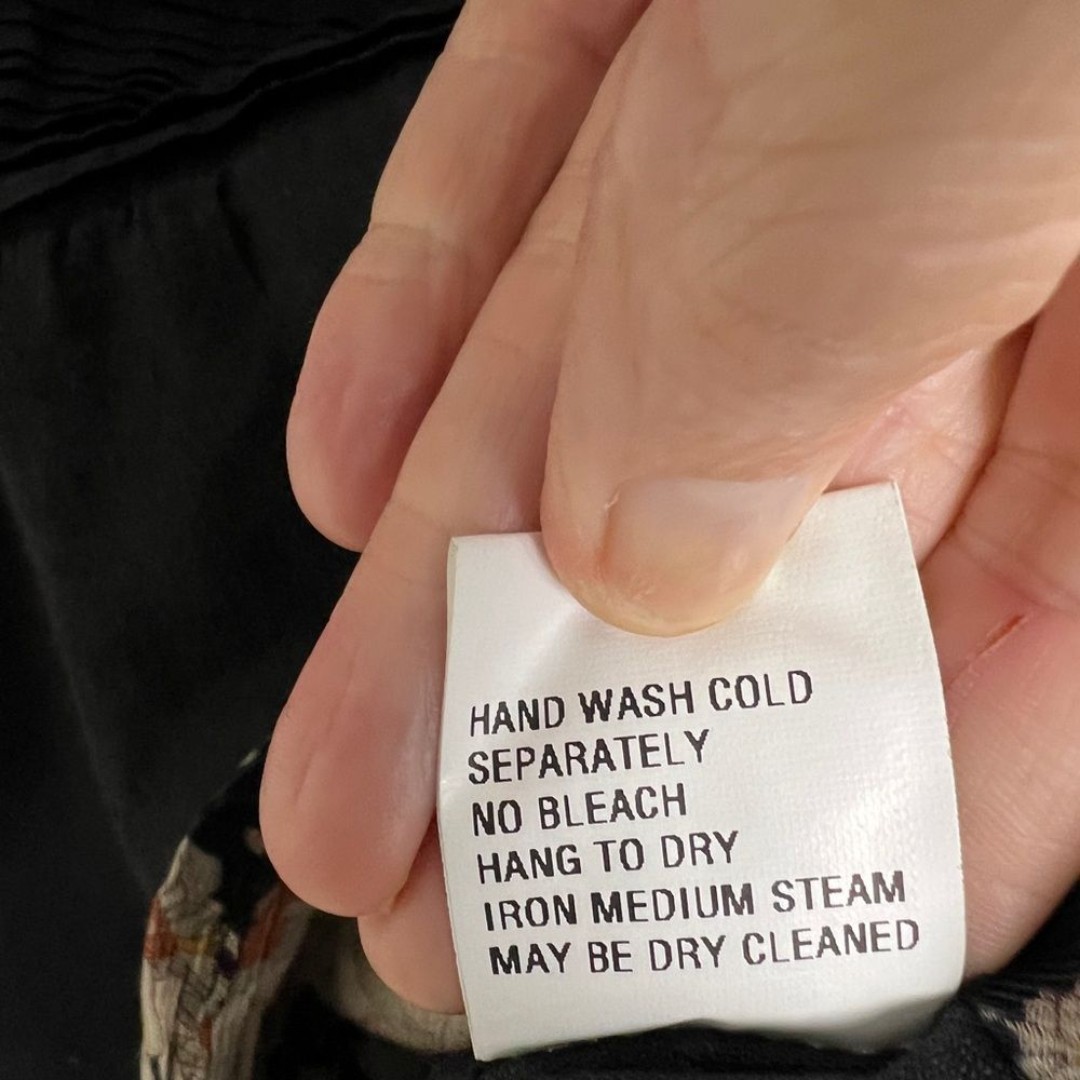 HAND WASH COLD
SEPARATELY
NO BLEACH
HANG TO DRY
IRON MEDIUM STEAM
MAY BE DRY CLEANED